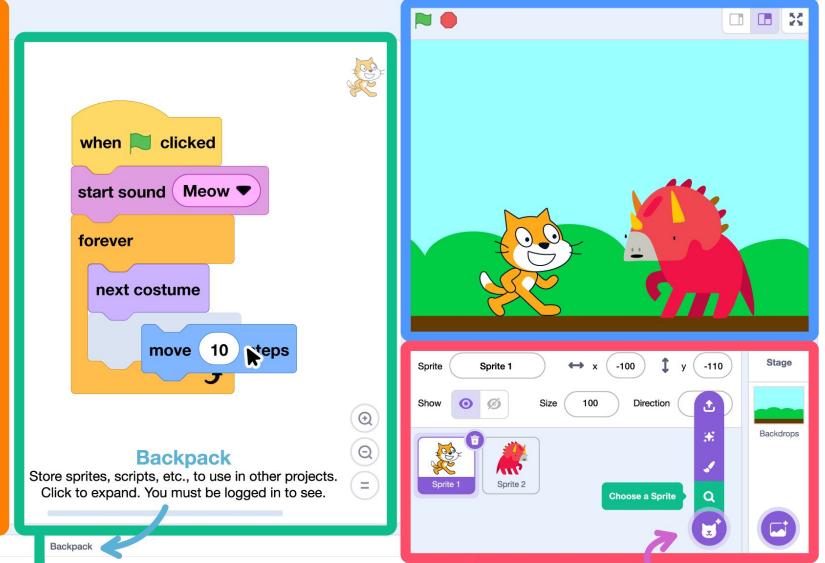 when clicked
start sound Meow
forever
next costume
move 10 steps
Backpack
Store sprites, scripts, etc., to use in other projects.
Click to expand. You must be logged in to see.
Backpack
Sprite Sprite 1 x -100 y -110
Show Size 100 Direction
Sprite 1
Sprite 2
Choose a Sprite
Stage
Backdrops